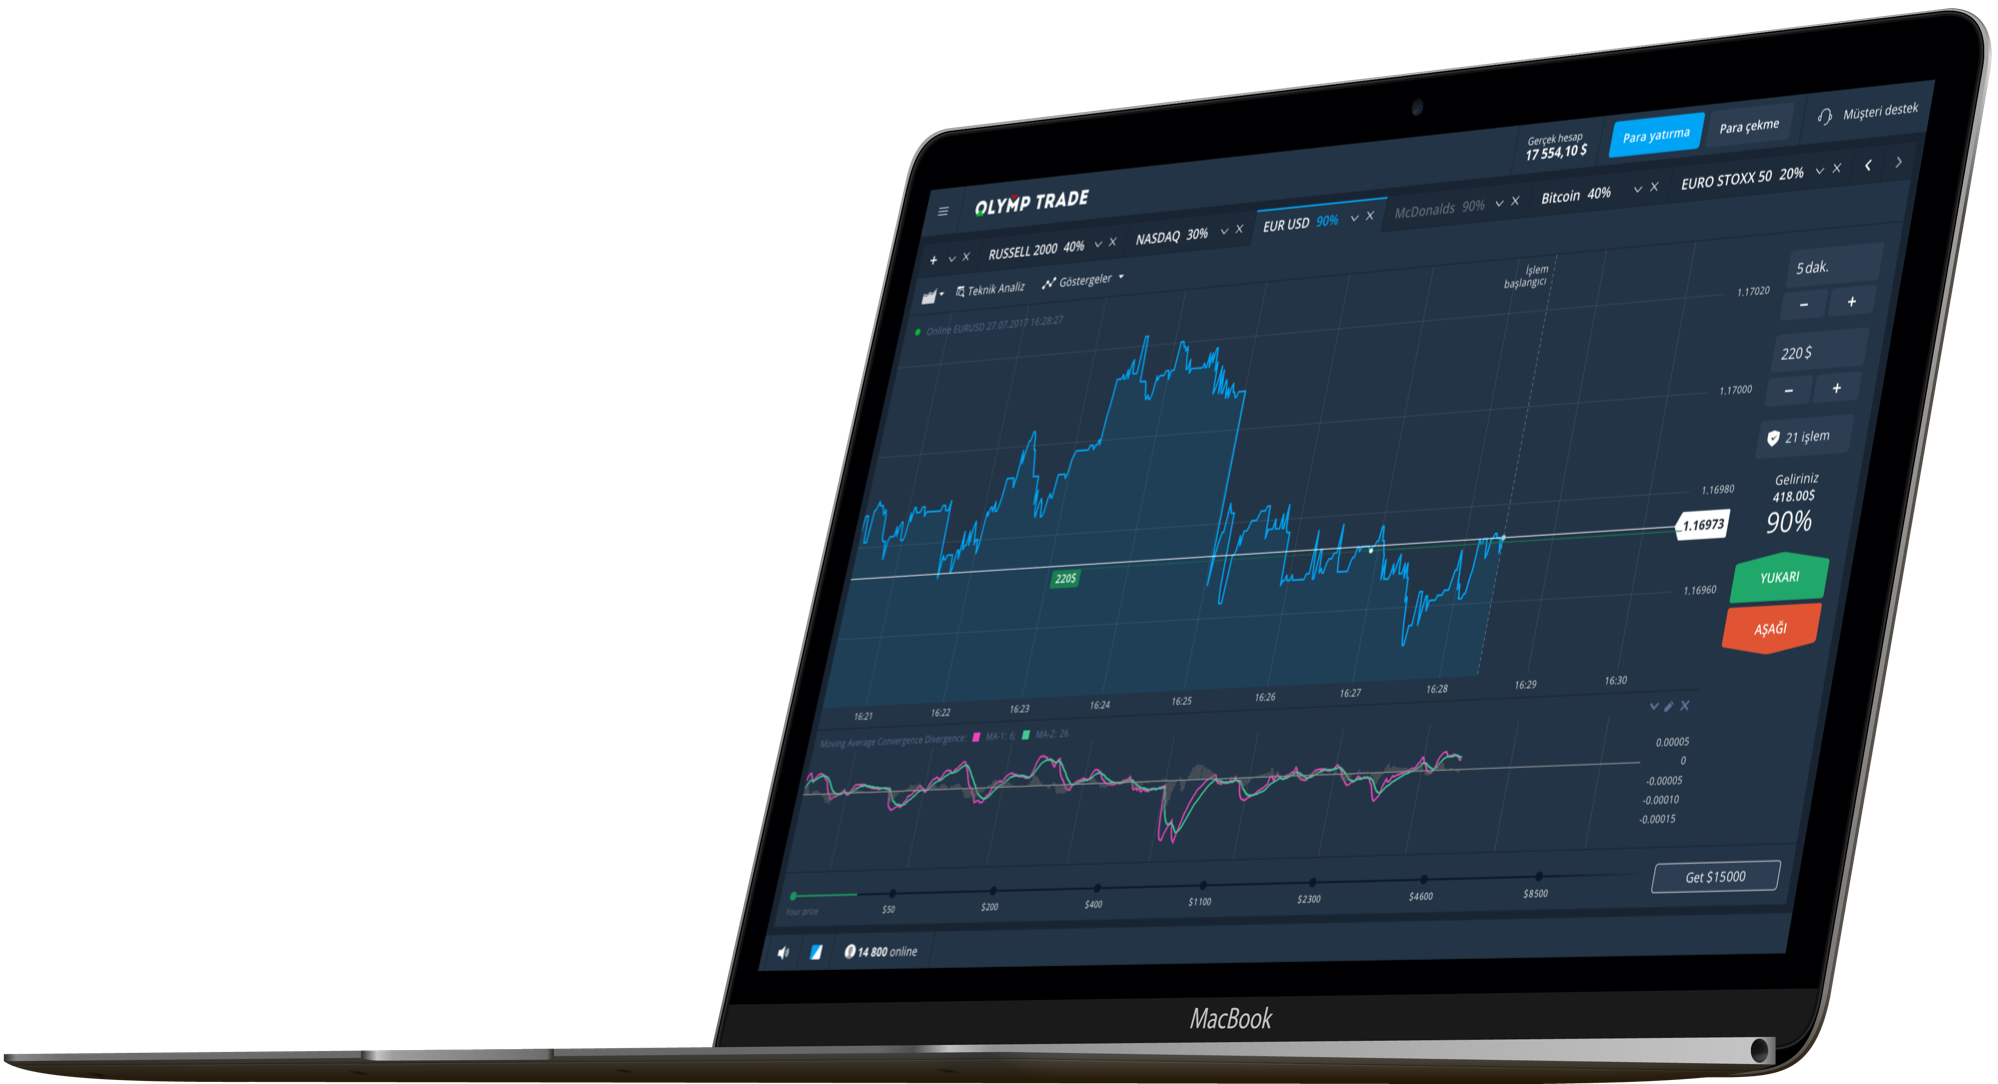 Gerçek hesap
17 554,10 $
Para yatırma
Para çekme
Müşteri destek
OLYMP TRADE
+
RUSSELL 2000 40%
NASDAQ 30%
EUR USD 90%
McDonalds 90%
Bitcoin 40%
EURO STOXX 50 20%
Teknik Analiz
Göstergeler
Online EURUSD 27.07.2017 16:28:27
İşlem
başlangıcı
1.17020
1.17000
1.16980
1.16973
1.16960
220$
5 dak.
− +
220 $
− +
21 işlem
Geliriniz
418.00$
90%
YUKARI
AŞAĞI
16:21 16:22 16:23 16:24 16:25 16:26 16:27 16:28 16:29 16:30
Moving Average Convergence Divergence: MA-1: 6; MA-2: 26
0.00005
0
-0.00005
-0.00010
-0.00015
Your prize
$50 $200 $400 $1100 $2300 $4600 $8500
Get $15000
14 800 online
MacBook